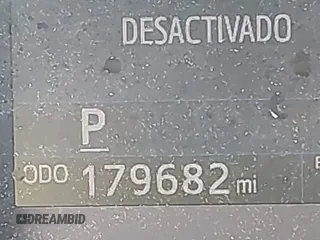 DESACTIVADO
P
ODO 179682 mi
DREAMBID